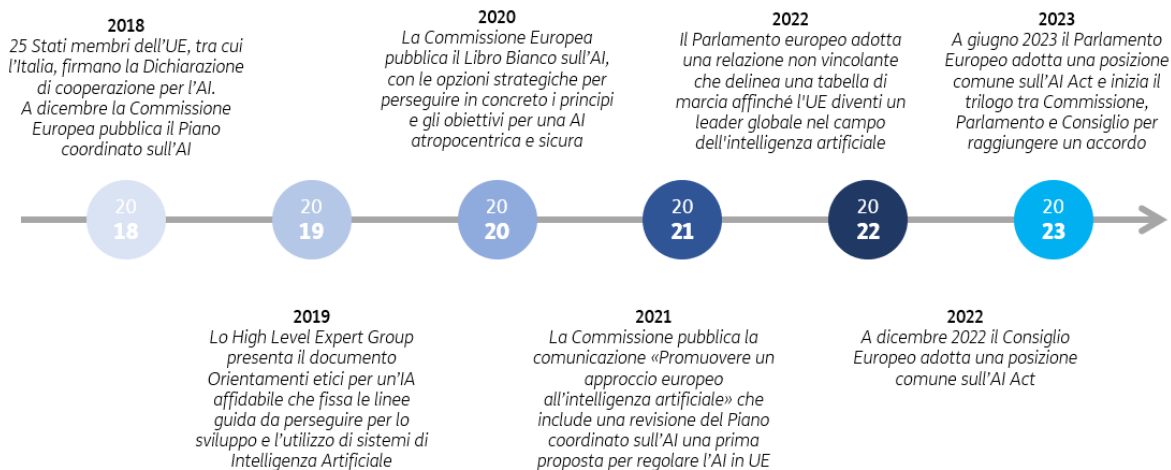 2018
25 Stati membri dell'UE, tra cui
l'Italia, firmano la Dichiarazione
di cooperazione per l'AI.
A dicembre la Commissione
Europea pubblica il Piano
coordinato sull'AI
2020
La Commissione Europea
pubblica il Libro Bianco sull'AI,
con le opzioni strategiche per
perseguire in concreto i principi
e gli obiettivi per una AI
atropocentrica e sicura
2022
Il Parlamento europeo adotta
una relazione non vincolante
che delinea una tabella di
marcia affinché l'UE diventi un
leader globale nel campo
dell'intelligenza artificiale
2023
A giugno 2023 il Parlamento
Europeo adotta una posizione
comune sull'AI Act e inizia il
trilogo tra Commissione,
Parlamento e Consiglio per
raggiungere un accordo
20
18
20
19
20
20
20
21
20
22
20
23
2019
Lo High Level Expert Group
presenta il documento
Orientamenti etici per un'IA
affidabile che fissa le linee
guida da perseguire per lo
sviluppo e l'utilizzo di sistemi di
Intelligenza Artificiale
2021
La Commissione pubblica la
comunicazione «Promuovere un
approccio europeo
all'intelligenza artificiale» che
include una revisione del Piano
coordinato sull'AI una prima
proposta per regolare l'AI in UE
2022
A dicembre 2022 il Consiglio
Europeo adotta una posizione
comune sull'AI Act